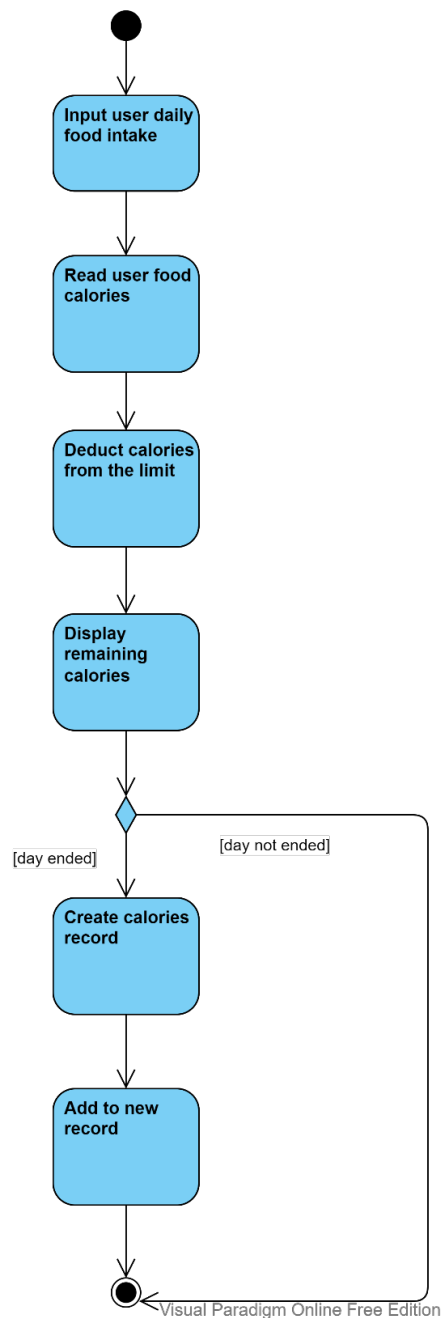 Input user daily
food intake
Read user food
calories
Deduct calories
from the limit
Display
remaining
calories
[day ended]
[day not ended]
Create calories
record
Add to new
record
Visual Paradigm Online Free Edition